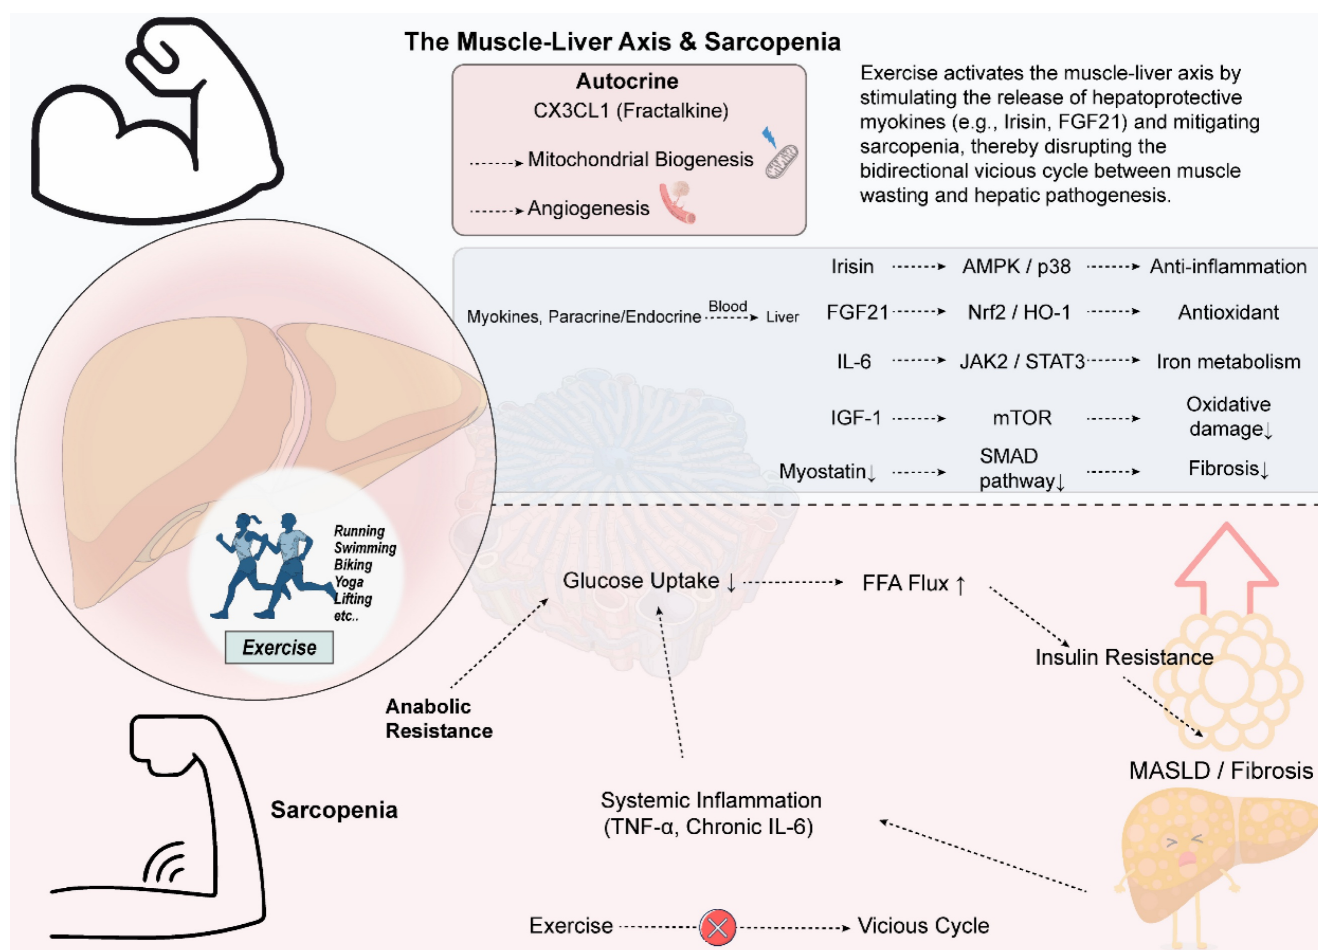 The Muscle-Liver Axis & Sarcopenia
Autocrine
CX3CL1 (Fractalkine)
Mitochondrial Biogenesis
Angiogenesis
Exercise activates the muscle-liver axis by
stimulating the release of hepatoprotective
myokines (e.g., Irisin, FGF21) and mitigating
sarcopenia, thereby disrupting the
bidirectional vicious cycle between muscle
wasting and hepatic pathogenesis.
Irisin AMPK / p38 Anti-inflammation
Myokines, Paracrine/Endocrine Blood Liver FGF21 Nrf2 / HO-1 Antioxidant
IL-6 JAK2 / STAT3 Iron metabolism
IGF-1 mTOR Oxidative
damage↓
Myostatin↓ SMAD
pathway↓ Fibrosis↓
Running
Swimming
Biking
Yoga
Lifting
etc..
Exercise
Glucose Uptake ↓ FFA Flux ↑
Insulin Resistance
Anabolic
Resistance
MASLD / Fibrosis
Sarcopenia
Systemic Inflammation
(TNF-α, Chronic IL-6)
Exercise Vicious Cycle